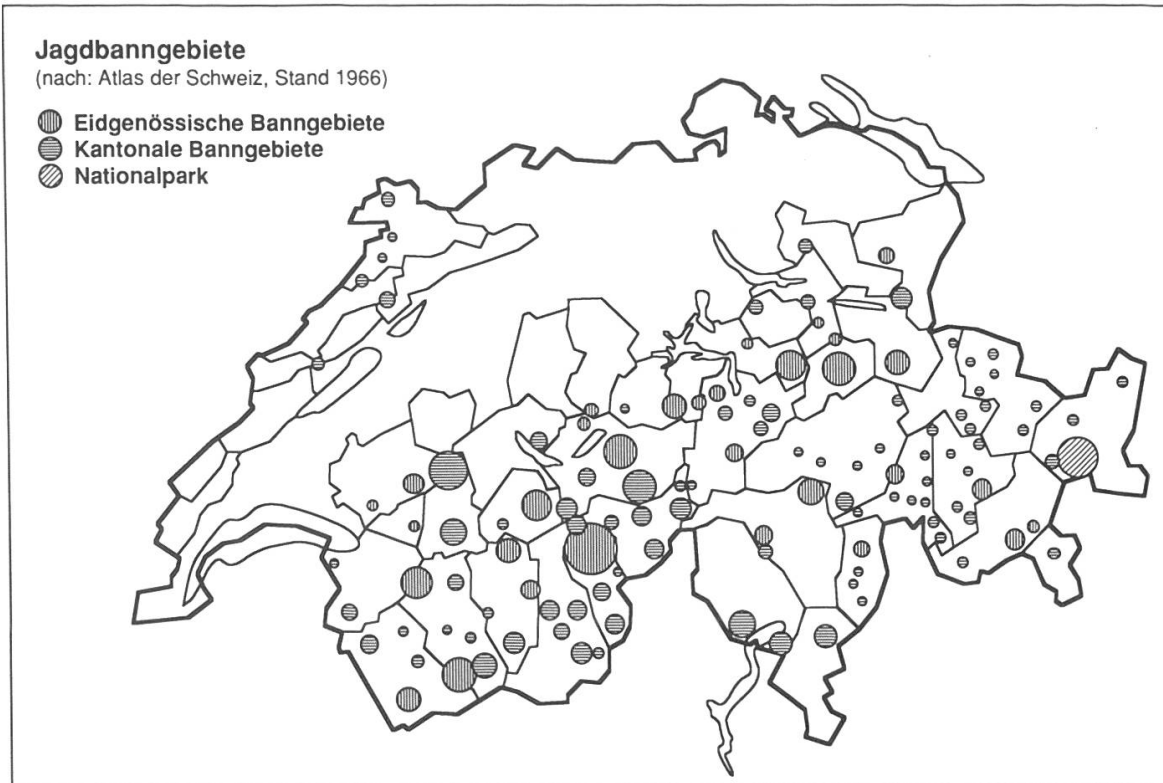 Jagdbanngebiete
(nach: Atlas der Schweiz, Stand 1966)
Eidgenössische Banngebiete
Kantonale Banngebiete
Nationalpark